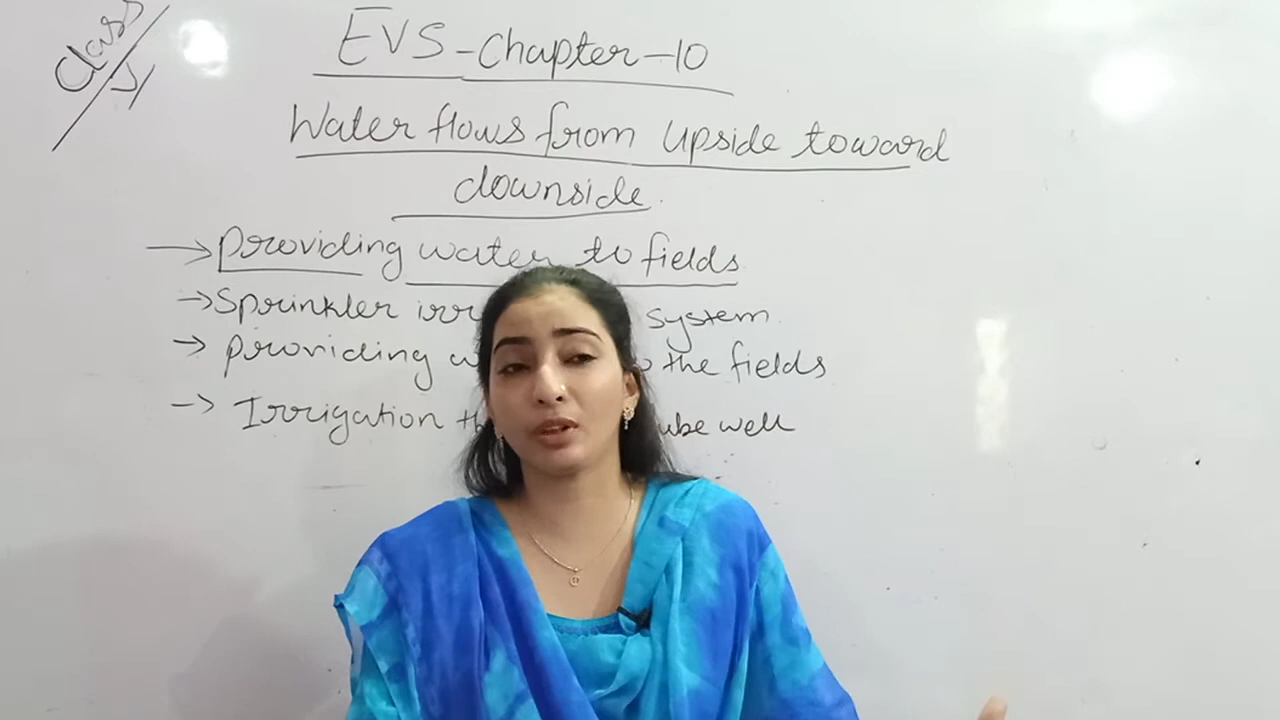 Class
EVS-Chapter-10
Water flows from upside toward
downside.
→ Providing water to fields
→ Sprinkler system
→ providing the fields
→ Irrigation well